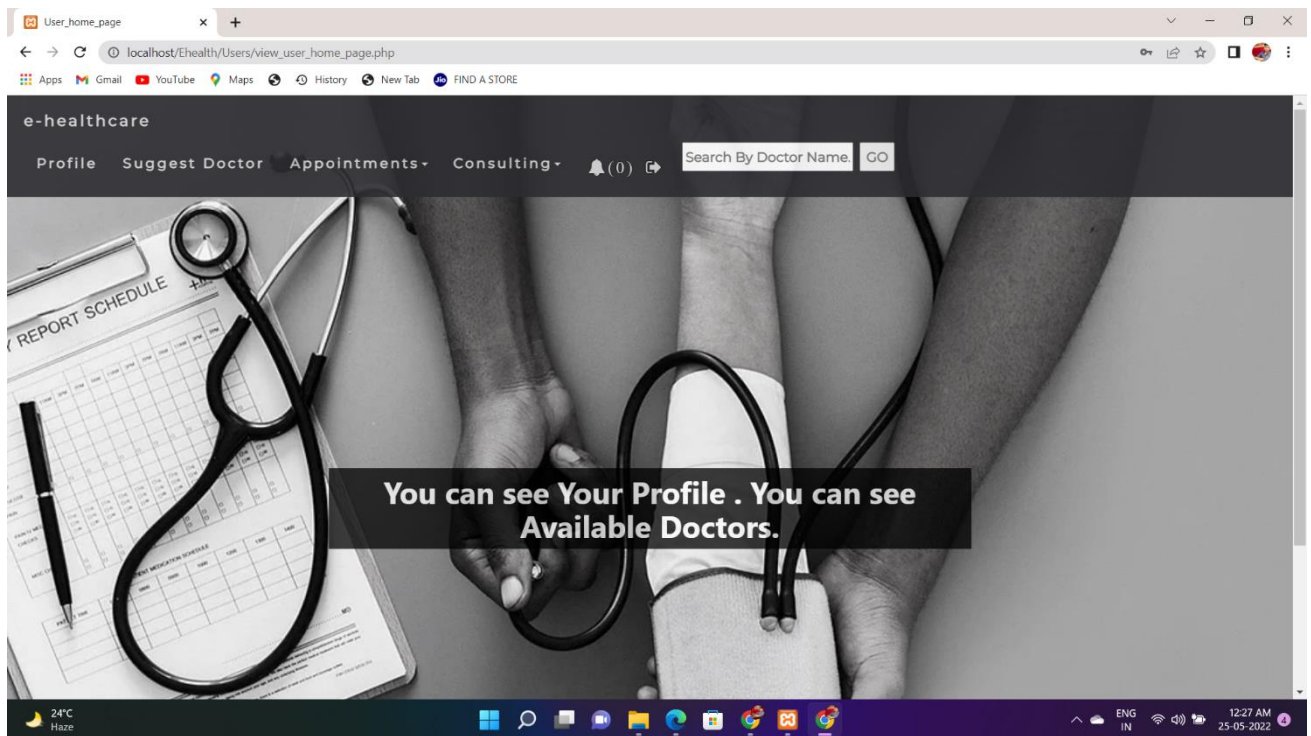 User_home_page
localhost/Ehealth/Users/view_user_home_page.php
Apps Gmail YouTube Maps History New Tab Jio FIND A STORE
e-healthcare
Profile Suggest Doctor Appointments Consulting (0) Search By Doctor Name. GO
Y REPORT SCHEDULE
You can see Your Profile . You can see
Available Doctors.
24°C
Haze
ENG
IN
12:27 AM
25-05-2022
4